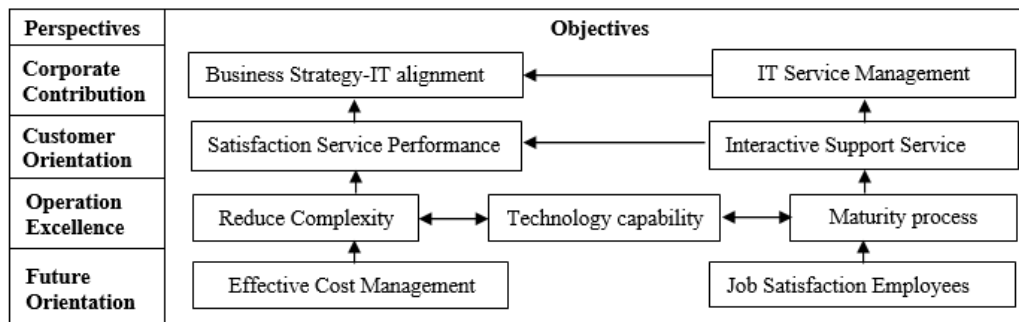 Perspectives
Objectives
Corporate
Contribution
Business Strategy-IT alignment
IT Service Management
Customer
Orientation
Satisfaction Service Performance
Interactive Support Service
Operation
Excellence
Reduce Complexity
Technology capability
Maturity process
Future
Orientation
Effective Cost Management
Job Satisfaction Employees